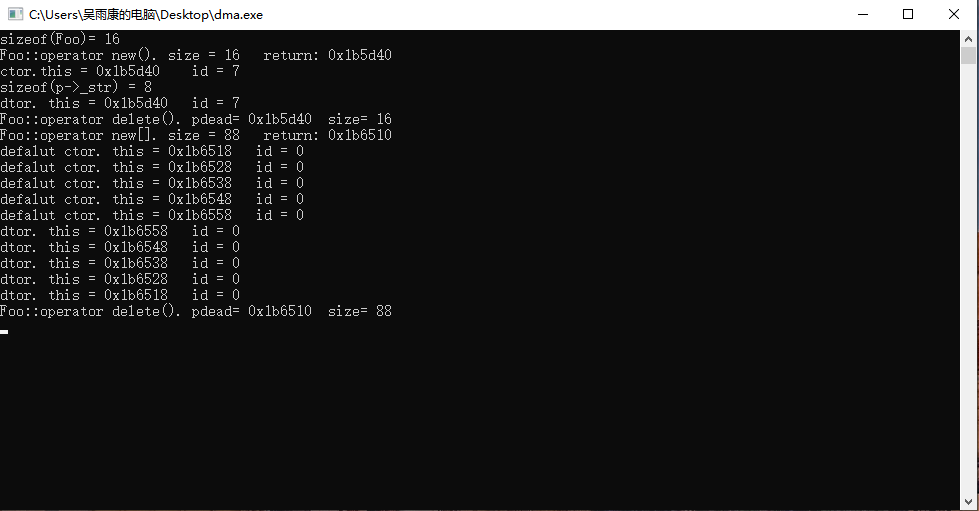 C:\Users\吴雨康的电脑\Desktop\dma.exe
sizeof(Foo)= 16
Foo::operator new(). size = 16   return: 0x1b5d40
ctor.this = 0x1b5d40    id = 7
sizeof(p->_str) = 8
dtor. this = 0x1b5d40   id = 7
Foo::operator delete(). pdead= 0x1b5d40  size= 16
Foo::operator new[]. size = 88   return: 0x1b6510
defalut ctor. this = 0x1b6518   id = 0
defalut ctor. this = 0x1b6528   id = 0
defalut ctor. this = 0x1b6538   id = 0
defalut ctor. this = 0x1b6548   id = 0
defalut ctor. this = 0x1b6558   id = 0
dtor. this = 0x1b6558   id = 0
dtor. this = 0x1b6548   id = 0
dtor. this = 0x1b6538   id = 0
dtor. this = 0x1b6528   id = 0
dtor. this = 0x1b6518   id = 0
Foo::operator delete(). pdead= 0x1b6510  size= 88